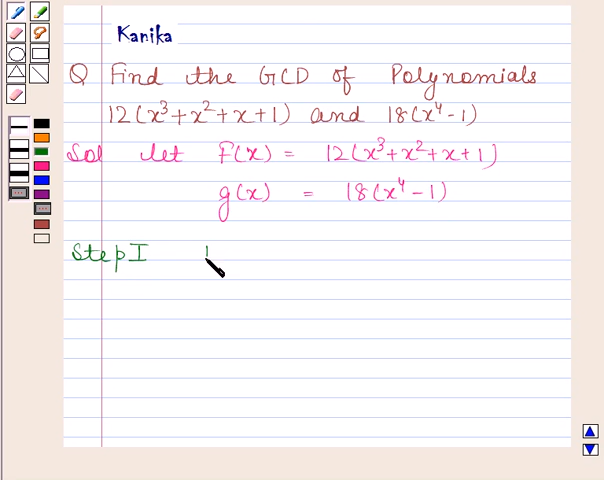 Kanika
Q Find the GCD of Polynomials
12(x³+x²+x+1) and 18(x⁴-1)
Sol let f(x) = 12(x³+x²+x+1)
g(x) = 18(x⁴-1)
Step I